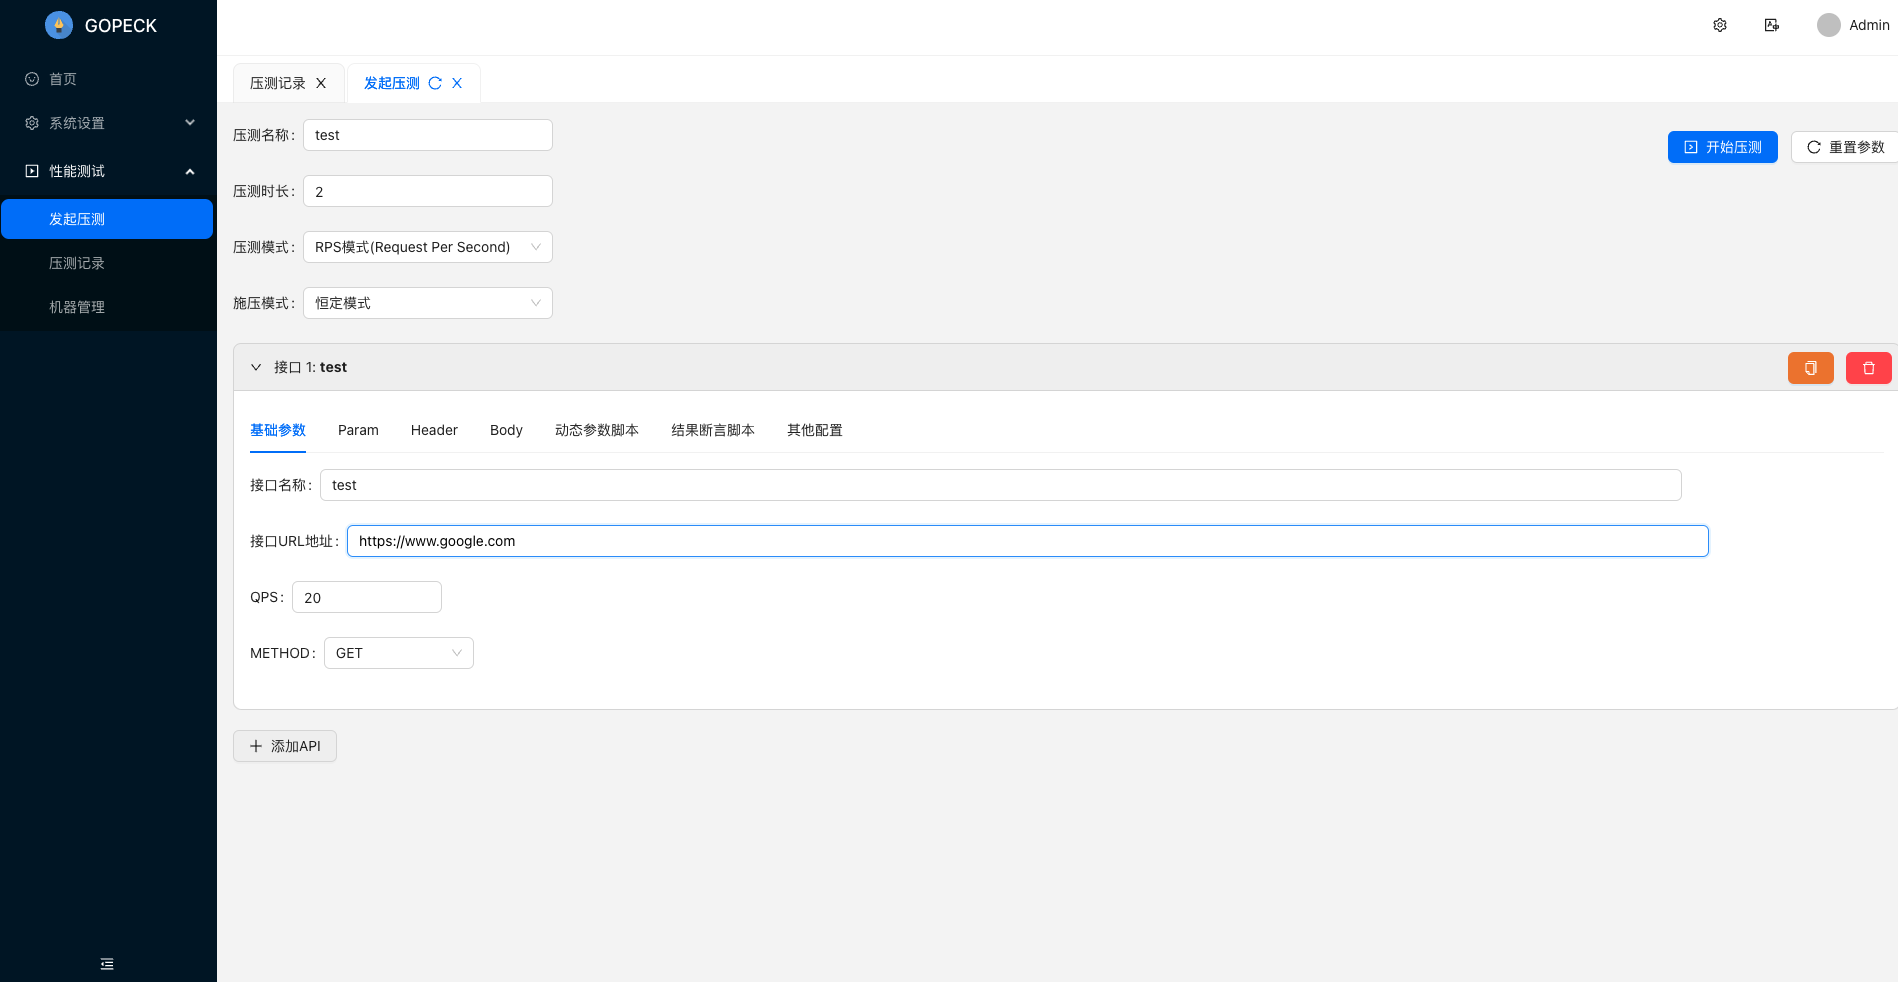 GOPECK
Admin
首页
系统设置
性能测试
发起压测
压测记录
机器管理
压测记录
发起压测
压测名称: test
开始压测
重置参数
压测时长: 2
压测模式: RPS模式(Request Per Second)
施压模式: 恒定模式
接口 1: test
基础参数 Param Header Body 动态参数脚本 结果断言脚本 其他配置
接口名称: test
接口URL地址: https://www.google.com
QPS: 20
METHOD: GET
添加API